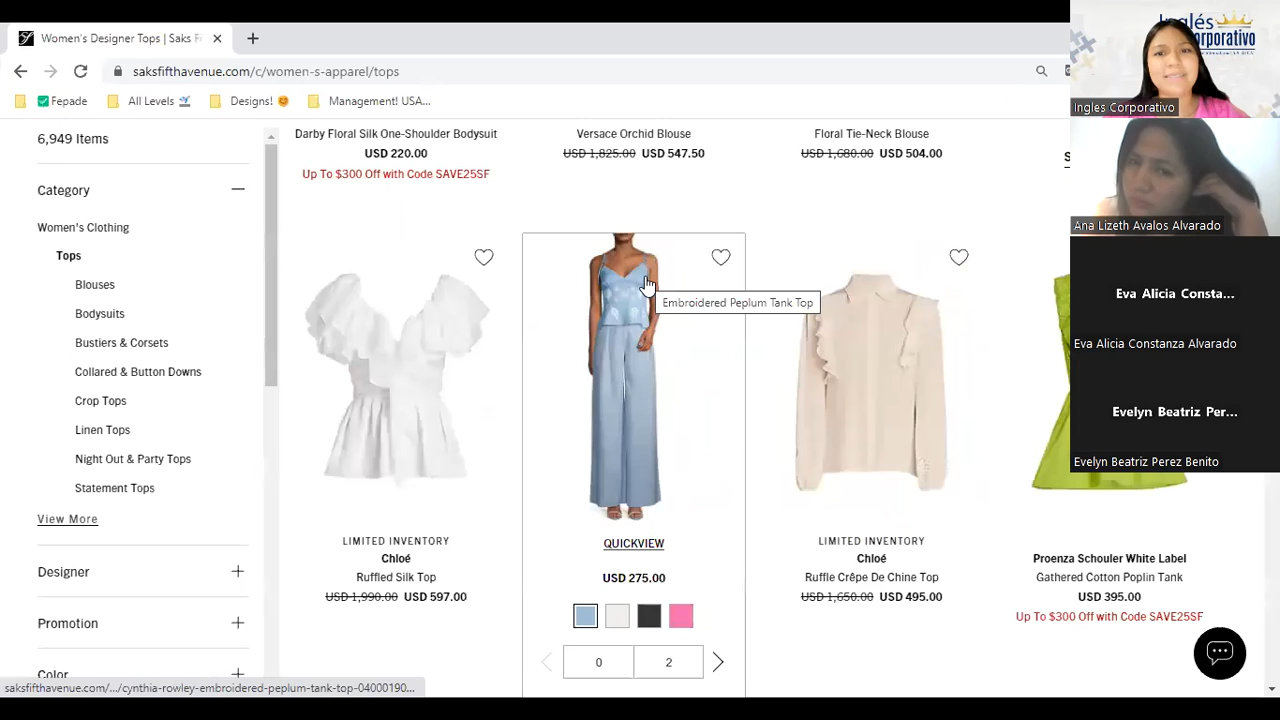 Women's Designer Tops | Saks F
saksfifthavenue.com/c/women-s-apparel/tops
Fepade
All Levels
Designs!
Management! USA...
6,949 Items
Category
Women's Clothing
Tops
Blouses
Bodysuits
Bustiers & Corsets
Collared & Button Downs
Crop Tops
Linen Tops
Night Out & Party Tops
Statement Tops
View More
Designer
Promotion
Color
Darby Floral Silk One-Shoulder Bodysuit
USD 220.00
Up To $300 Off with Code SAVE25SF
Versace Orchid Blouse
USD 1,825.00 USD 547.50
Floral Tie-Neck Blouse
USD 1,680.00 USD 504.00
LIMITED INVENTORY
Chloé
Ruffled Silk Top
USD 1,990.00 USD 597.00
Embroidered Peplum Tank Top
QUICKVIEW
USD 275.00
0
2
LIMITED INVENTORY
Chloé
Ruffle Crêpe De Chine Top
USD 1,650.00 USD 495.00
Proenza Schouler White Label
Gathered Cotton Poplin Tank
USD 395.00
Up To $300 Off with Code SAVE25SF
saksfifthavenue.com/.../cynthia-rowley-embroidered-peplum-tank-top-04000190...
Inglés
Corporativo
Ingles Corporativo
Ana Lizeth Avalos Alvarado
Eva Alicia Consta...
Eva Alicia Constanza Alvarado
Evelyn Beatriz Per...
Evelyn Beatriz Perez Benito